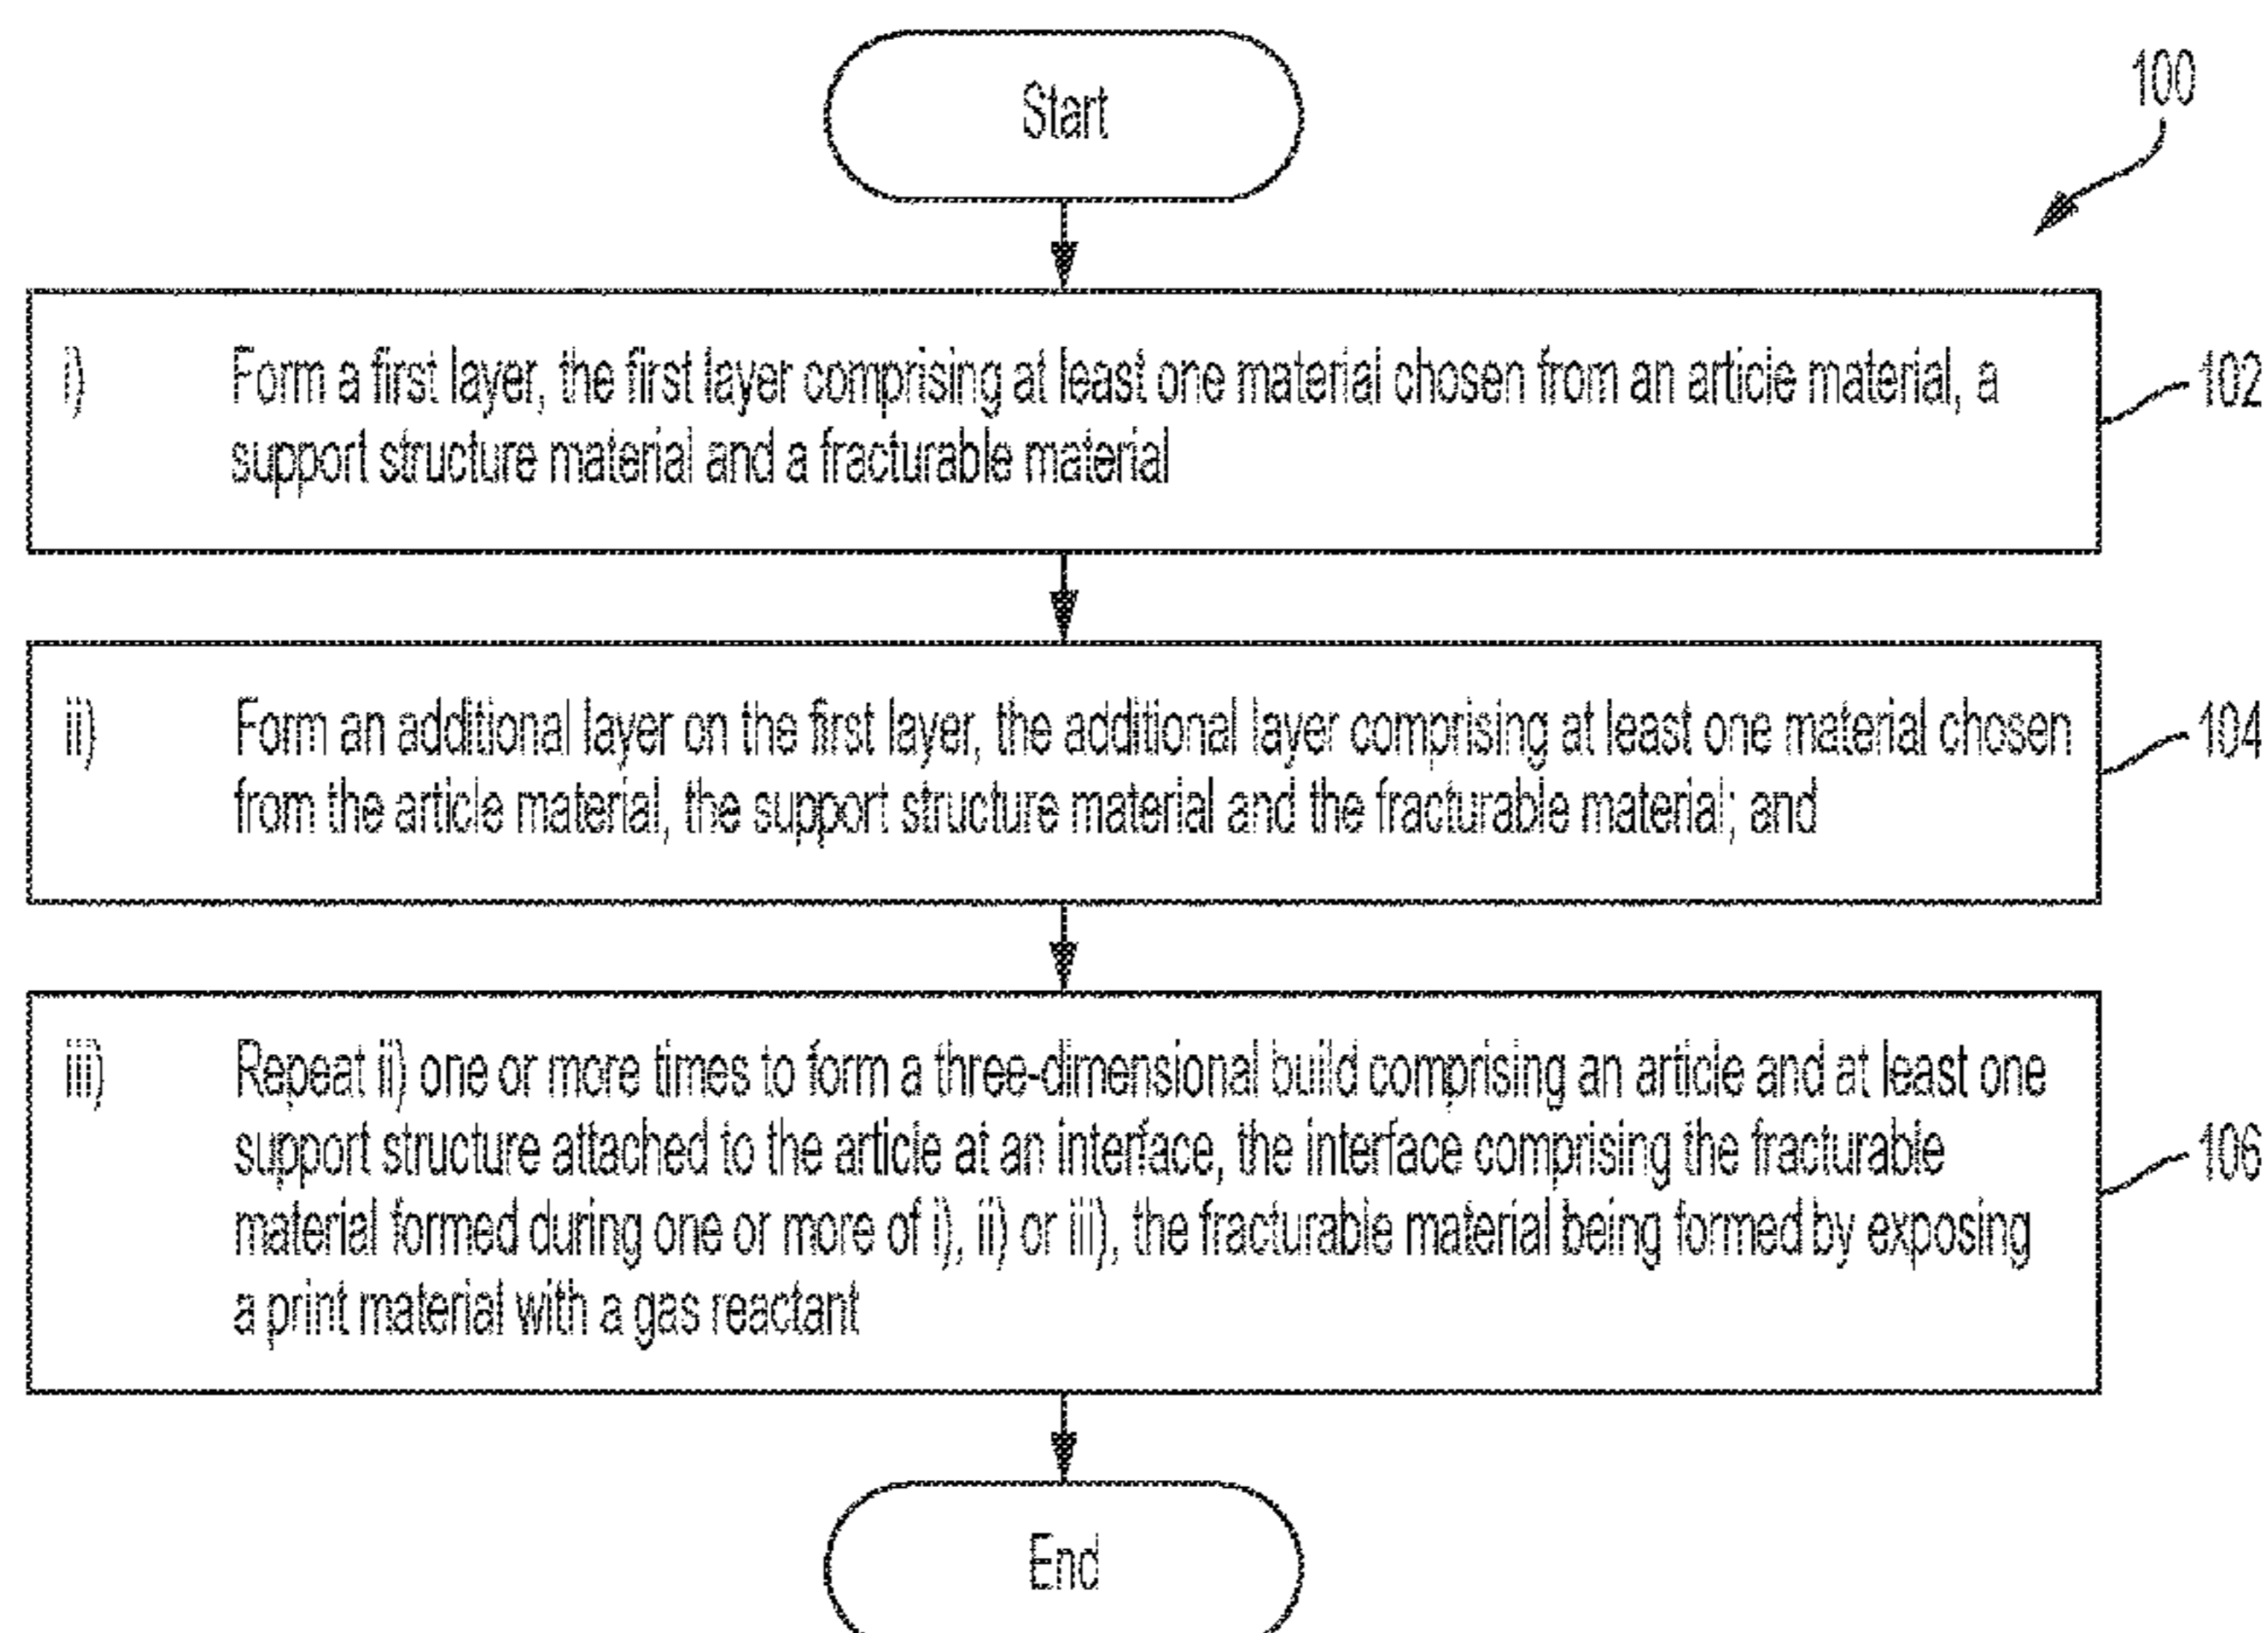 Start
100
i) Form a first layer, the first layer comprising at least one material chosen from an article material, a
support structure material and a fracturable material
102
ii) Form an additional layer on the first layer, the additional layer comprising at least one material chosen
from the article material, the support structure material and the fracturable material; and
104
iii) Repeat ii) one or more times to form a three-dimensional build comprising an article and at least one
support structure attached to the article at an interface, the interface comprising the fracturable
material formed during one or more of i), ii) or iii), the fracturable material being formed by exposing
a print material with a gas reactant
106
End